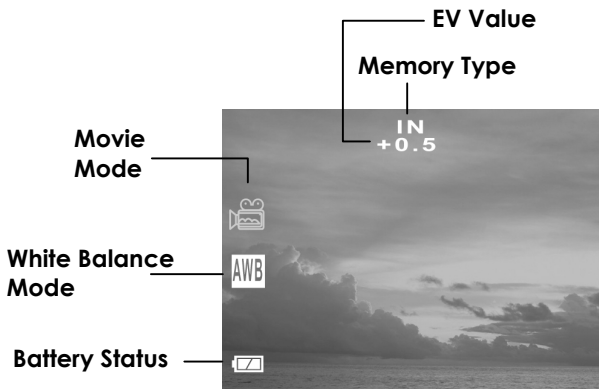 EV Value
Memory Type
IN
+0.5
Movie
Mode
AWB
White Balance
Mode
Battery Status